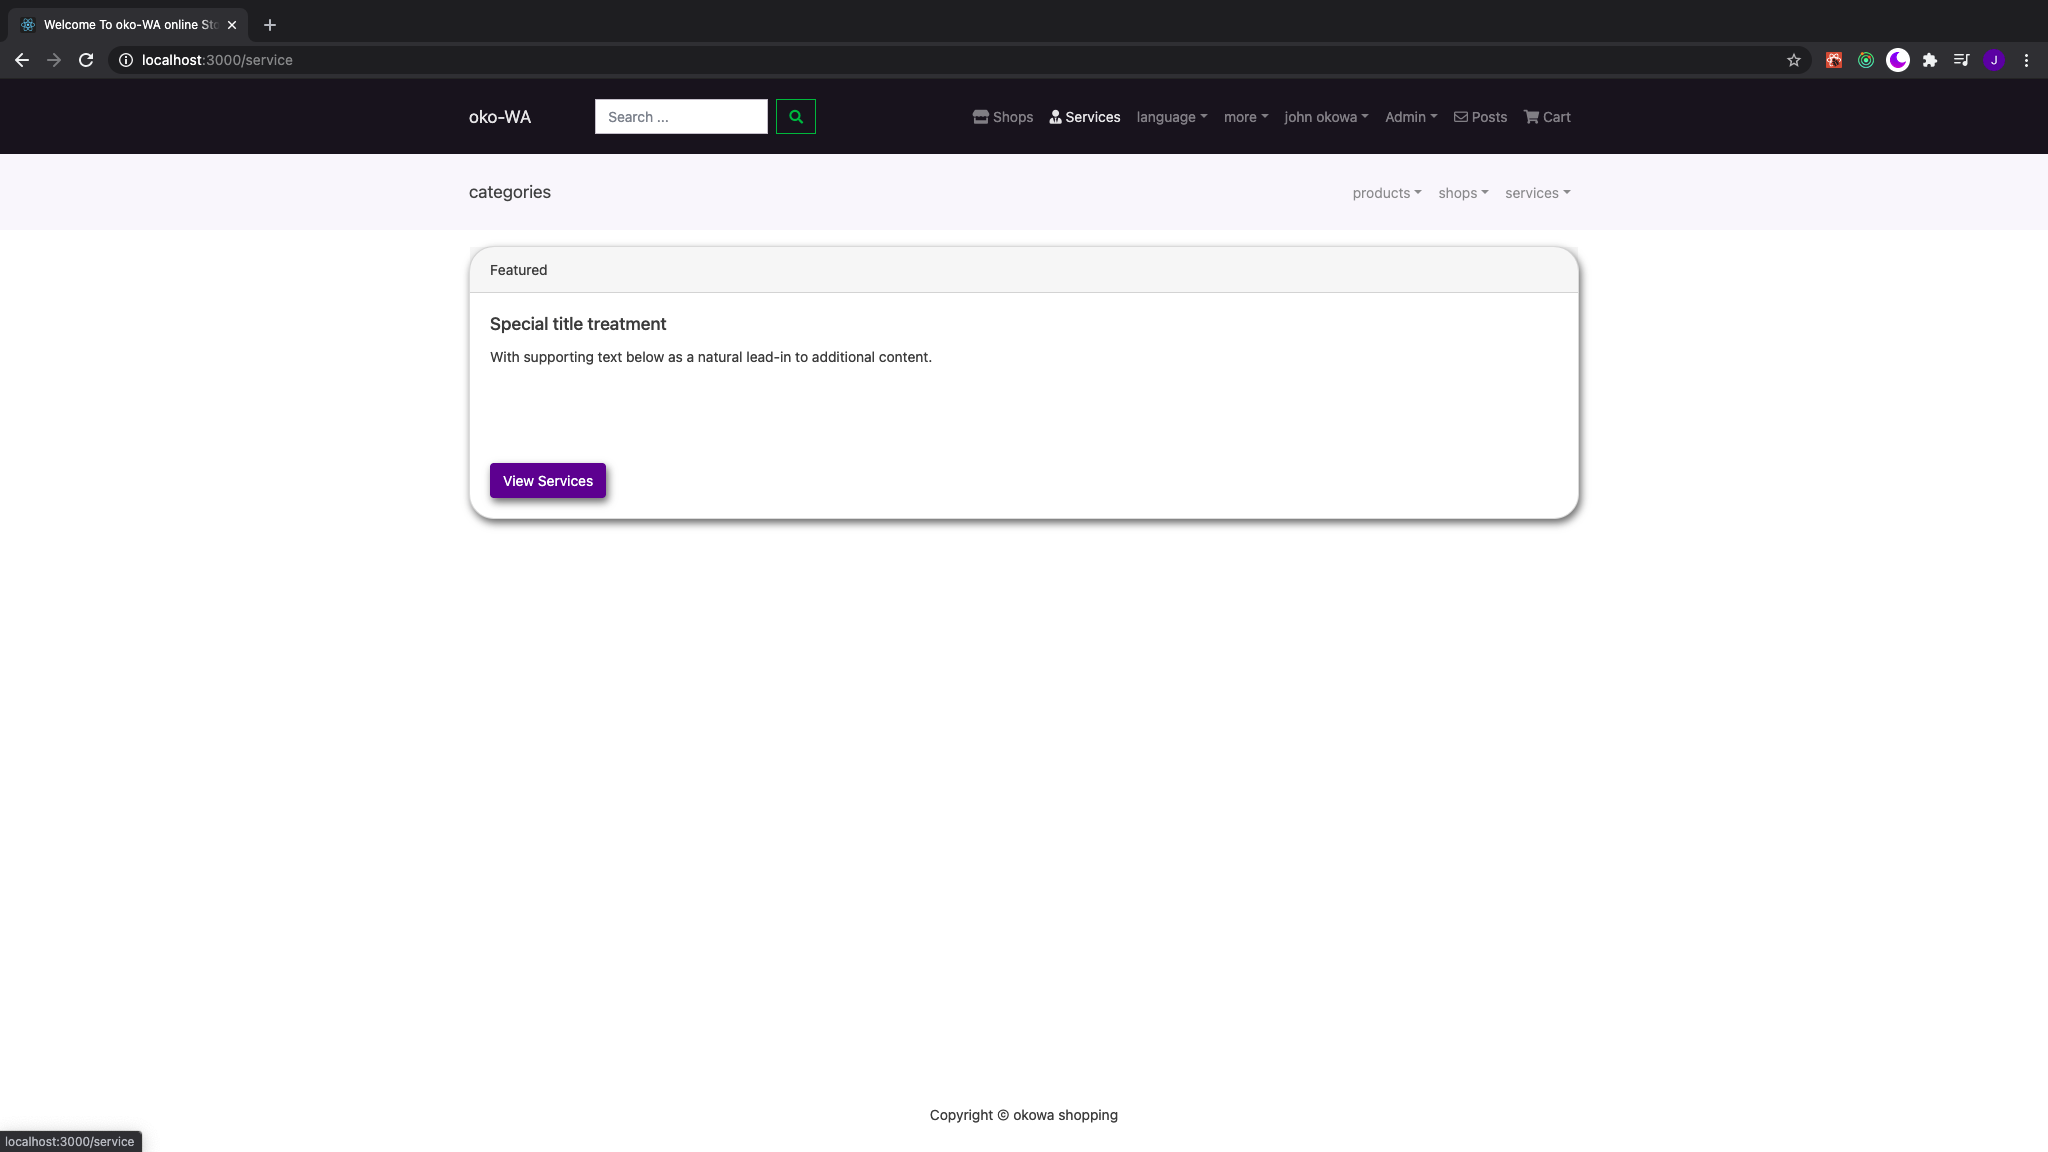 Welcome To oko-WA online Sto
localhost:3000/service
J
oko-WA
Search ...
Shops
Services
language
more
john okowa
Admin
Posts
Cart
categories
products
shops
services
Featured
Special title treatment
With supporting text below as a natural lead-in to additional content.
View Services
Copyright © okowa shopping
localhost:3000/service